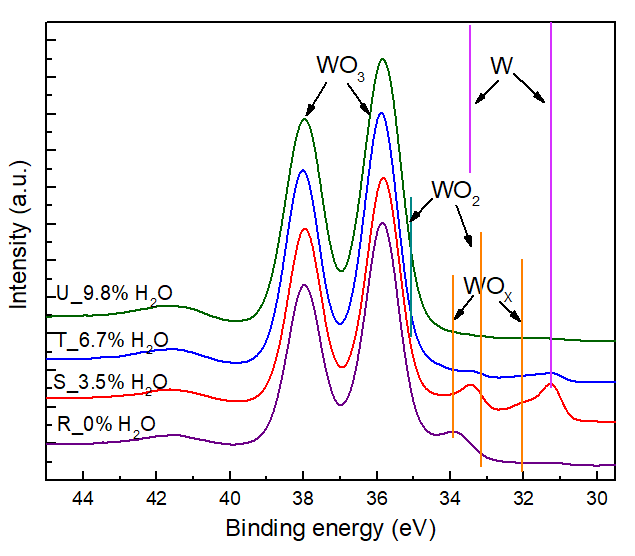 WO₃
W
WO₂
WOₓ
U_9.8% H₂O
T_6.7% H₂O
S_3.5% H₂O
R_0% H₂O
Intensity (a.u.)
44 42 40 38 36 34 32 30
Binding energy (eV)